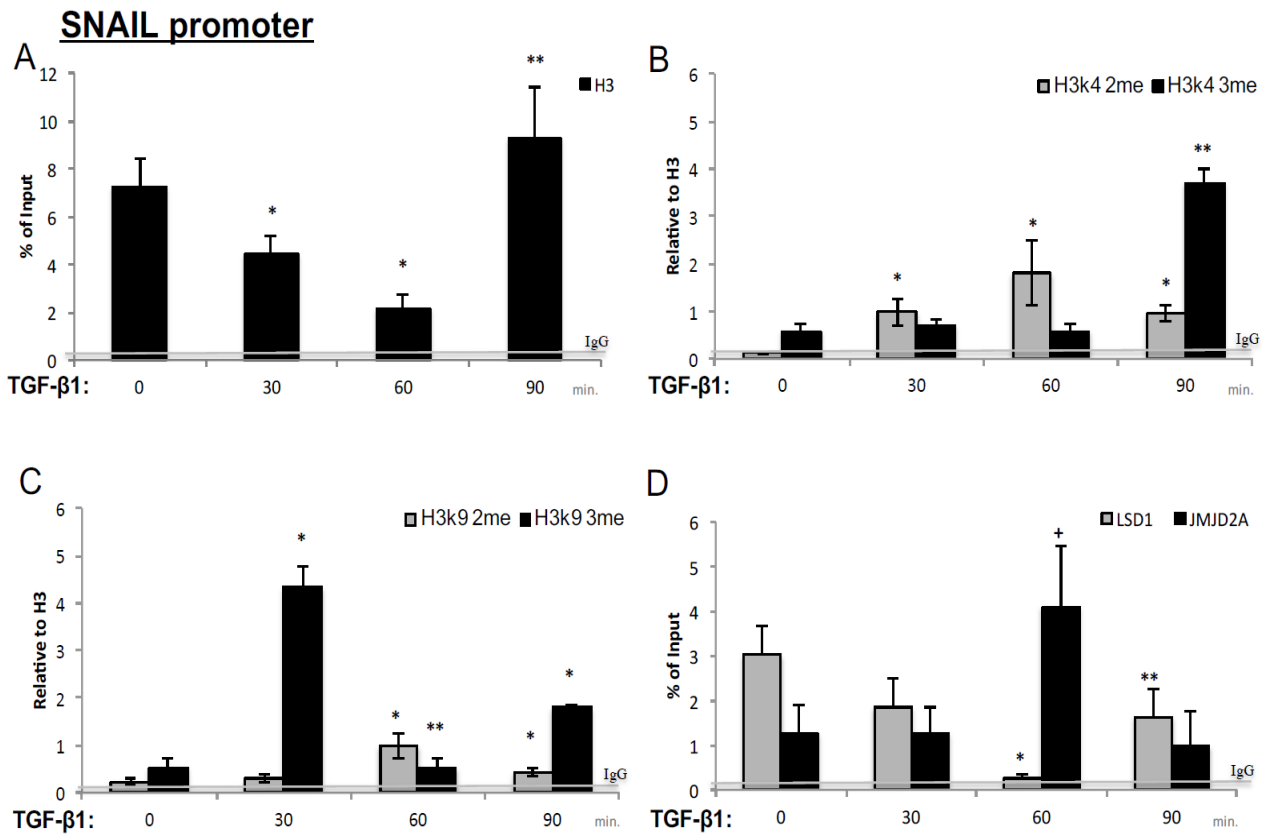 SNAIL promoter
A
** 
H3
12
10
8
6
4
2
0
% of Input
*
*
IgG
TGF-β1: 0 30 60 90 min.
B
H3k4 2me H3k4 3me
6
5
4
3
2
1
0
Relative to H3
*
*
*
**
IgG
TGF-β1: 0 30 60 90 min.
C
H3k9 2me H3k9 3me
6
5
4
3
2
1
0
Relative to H3
*
*
**
*
*
IgG
TGF-β1: 0 30 60 90 min.
D
LSD1 JMJD2A
6
5
4
3
2
1
0
% of Input
+
*
**
IgG
TGF-β1: 0 30 60 90 min.